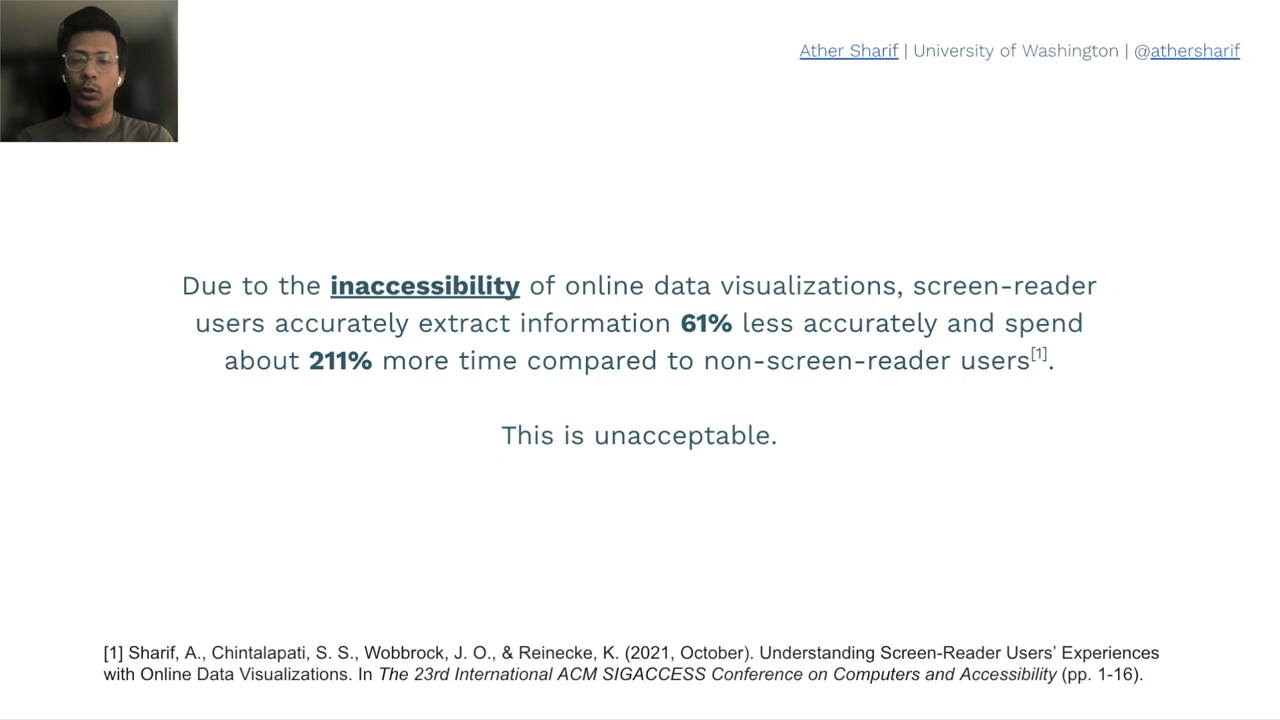 Ather Sharif | University of Washington | @athersharif
Due to the inaccessibility of online data visualizations, screen-reader
users accurately extract information 61% less accurately and spend
about 211% more time compared to non-screen-reader users[1].
This is unacceptable.
[1] Sharif, A., Chintalapati, S. S., Wobbrock, J. O., & Reinecke, K. (2021, October). Understanding Screen-Reader Users’ Experiences
with Online Data Visualizations. In The 23rd International ACM SIGACCESS Conference on Computers and Accessibility (pp. 1-16).